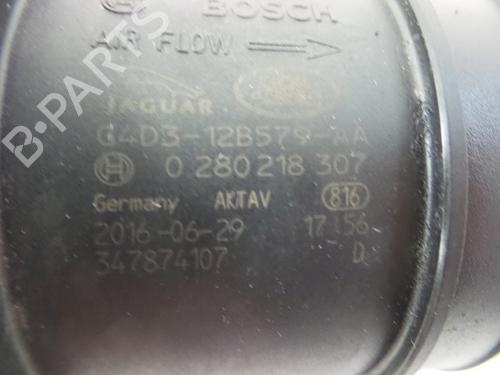 BOSCH
AIR FLOW
JAGUAR
G4D3-12B579-AA
0 280 218 307
Germany AKTAV 816
2016-06-29 17:56
347874107 D